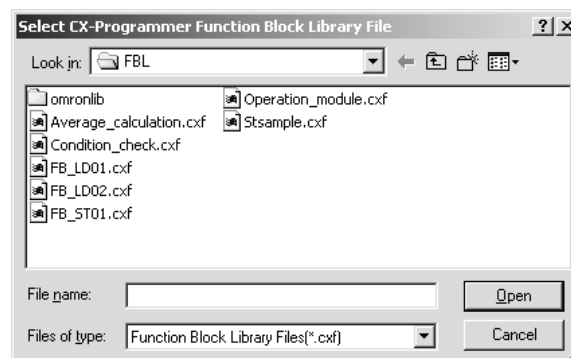 Select CX-Programmer Function Block Library File
Look in: FBL
omronlib
Average_calculation.cxf
Condition_check.cxf
FB_LD01.cxf
FB_LD02.cxf
FB_ST01.cxf
Operation_module.cxf
Stsample.cxf
File name:
Open
Files of type: Function Block Library Files(*.cxf)
Cancel